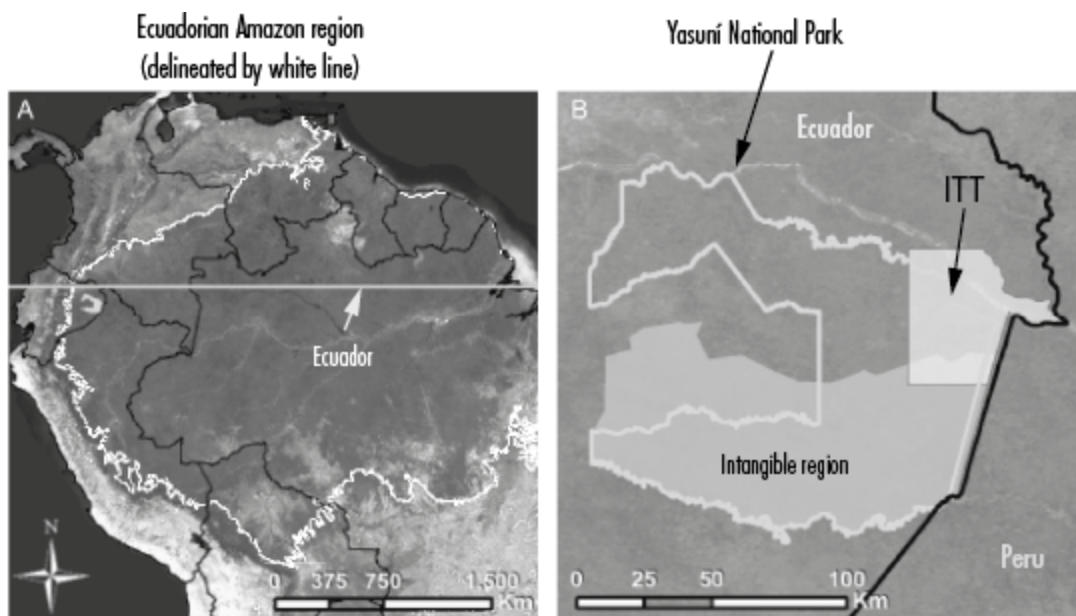 Ecuadorian Amazon region
(delineated by white line)
Yasuní National Park
A
N
Ecuador
0 375 750 1,500
Km
B
Ecuador
ITT
Intangible region
Peru
0 25 50 100
Km